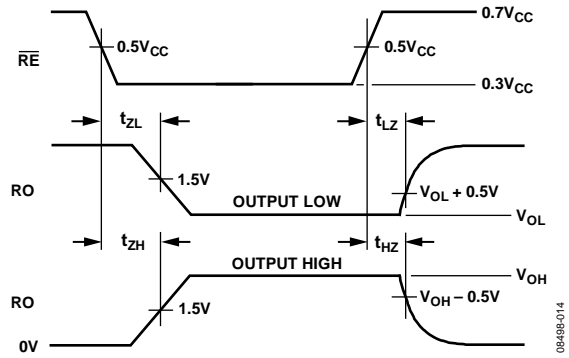 0.7VCC
RE
0.5VCC
0.5VCC
0.3VCC
tZL
tLZ
RO
1.5V
OUTPUT LOW
VOL + 0.5V
VOL
tZH
tHZ
OUTPUT HIGH
VOH
RO
1.5V
VOH – 0.5V
0V
08498-014